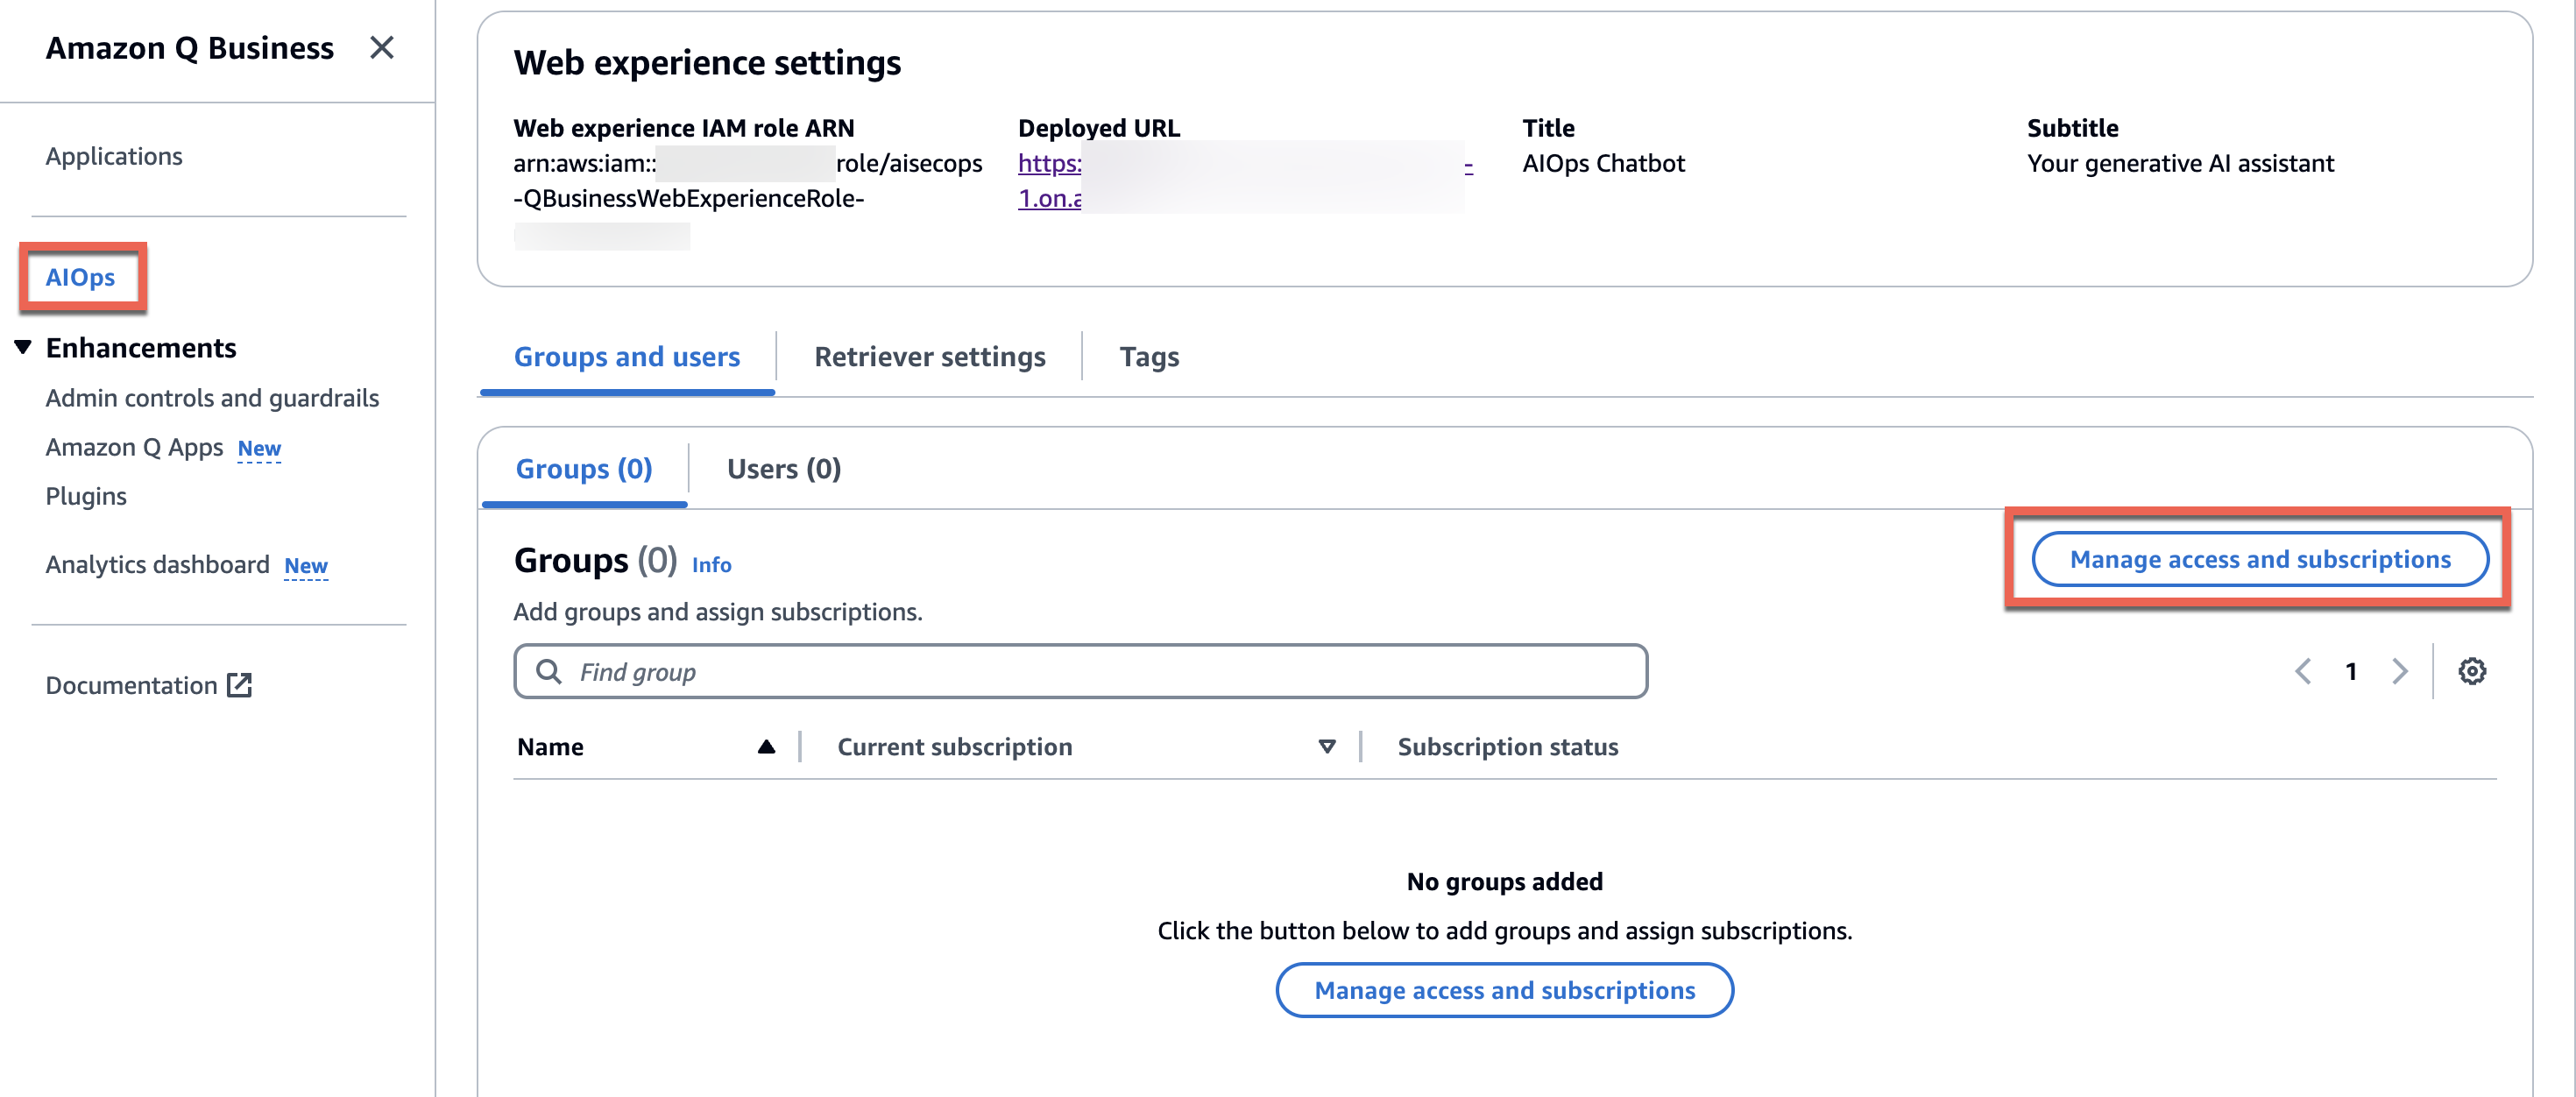 Amazon Q Business
Applications
AIOps
Enhancements
Admin controls and guardrails
Amazon Q Apps New
Plugins
Analytics dashboard New
Documentation
Web experience settings
Web experience IAM role ARN
arn:aws:iam:: role/aisecops
-QBusinessWebExperienceRole-
Deployed URL
https: -
1.on.a
Title
AIOps Chatbot
Subtitle
Your generative AI assistant
Groups and users
Retriever settings
Tags
Groups (0)
Users (0)
Groups (0) Info
Manage access and subscriptions
Add groups and assign subscriptions.
Find group
1
Name
Current subscription
Subscription status
No groups added
Click the button below to add groups and assign subscriptions.
Manage access and subscriptions